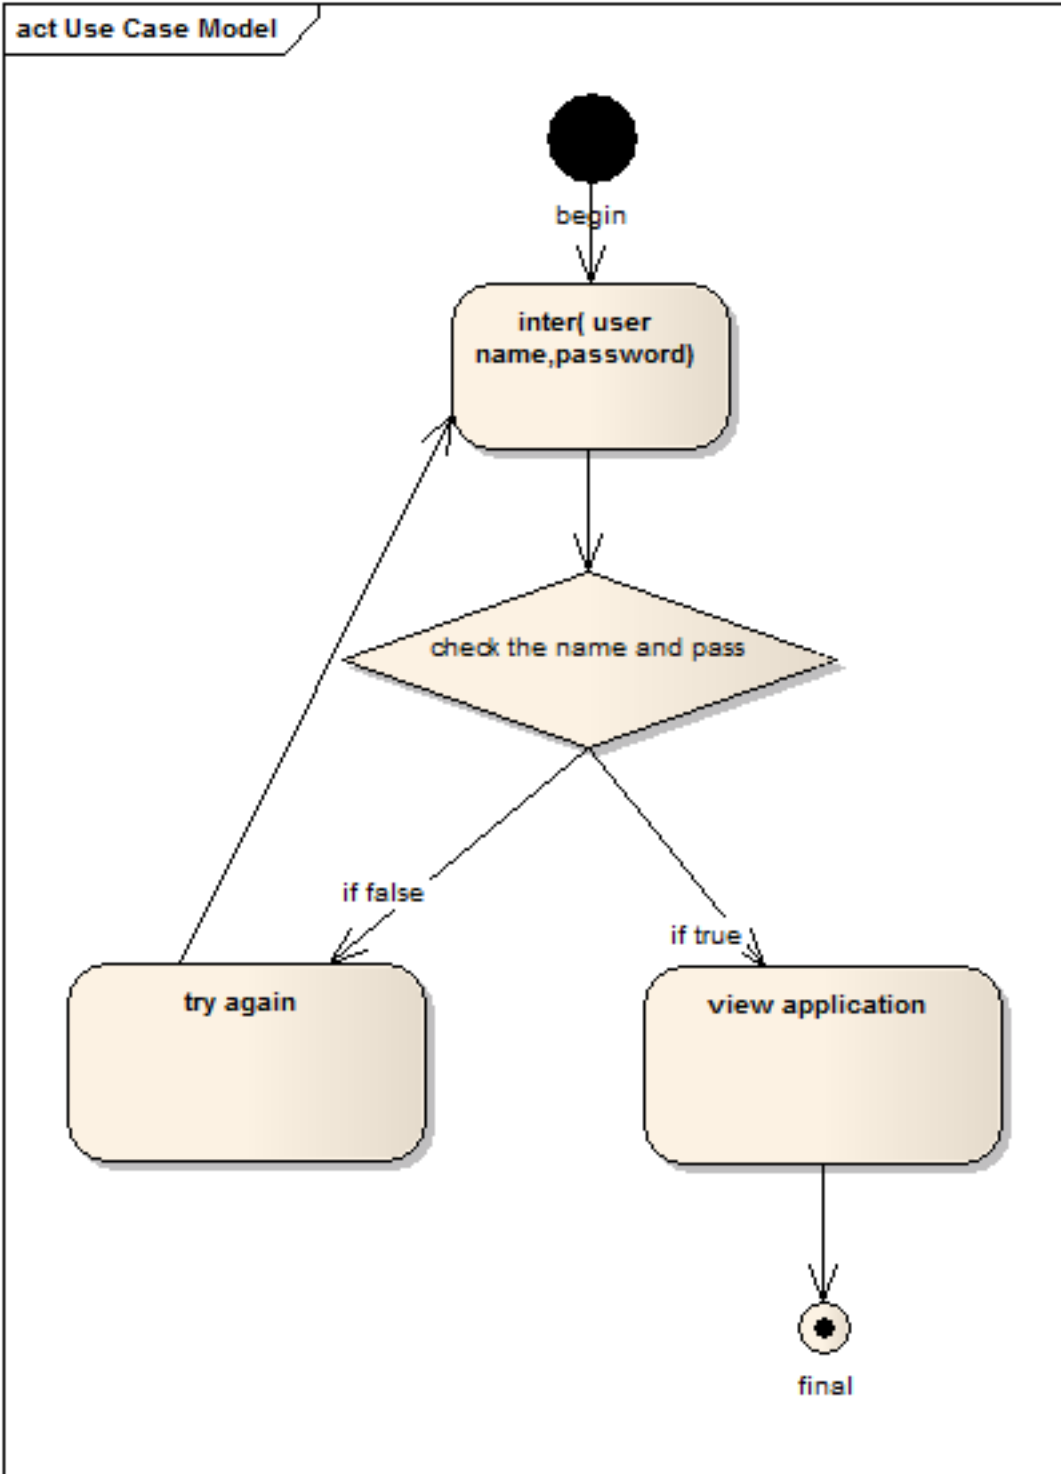 act Use Case Model
begin
inter( user
name,password)
check the name and pass
if false
if true
try again
view application
final